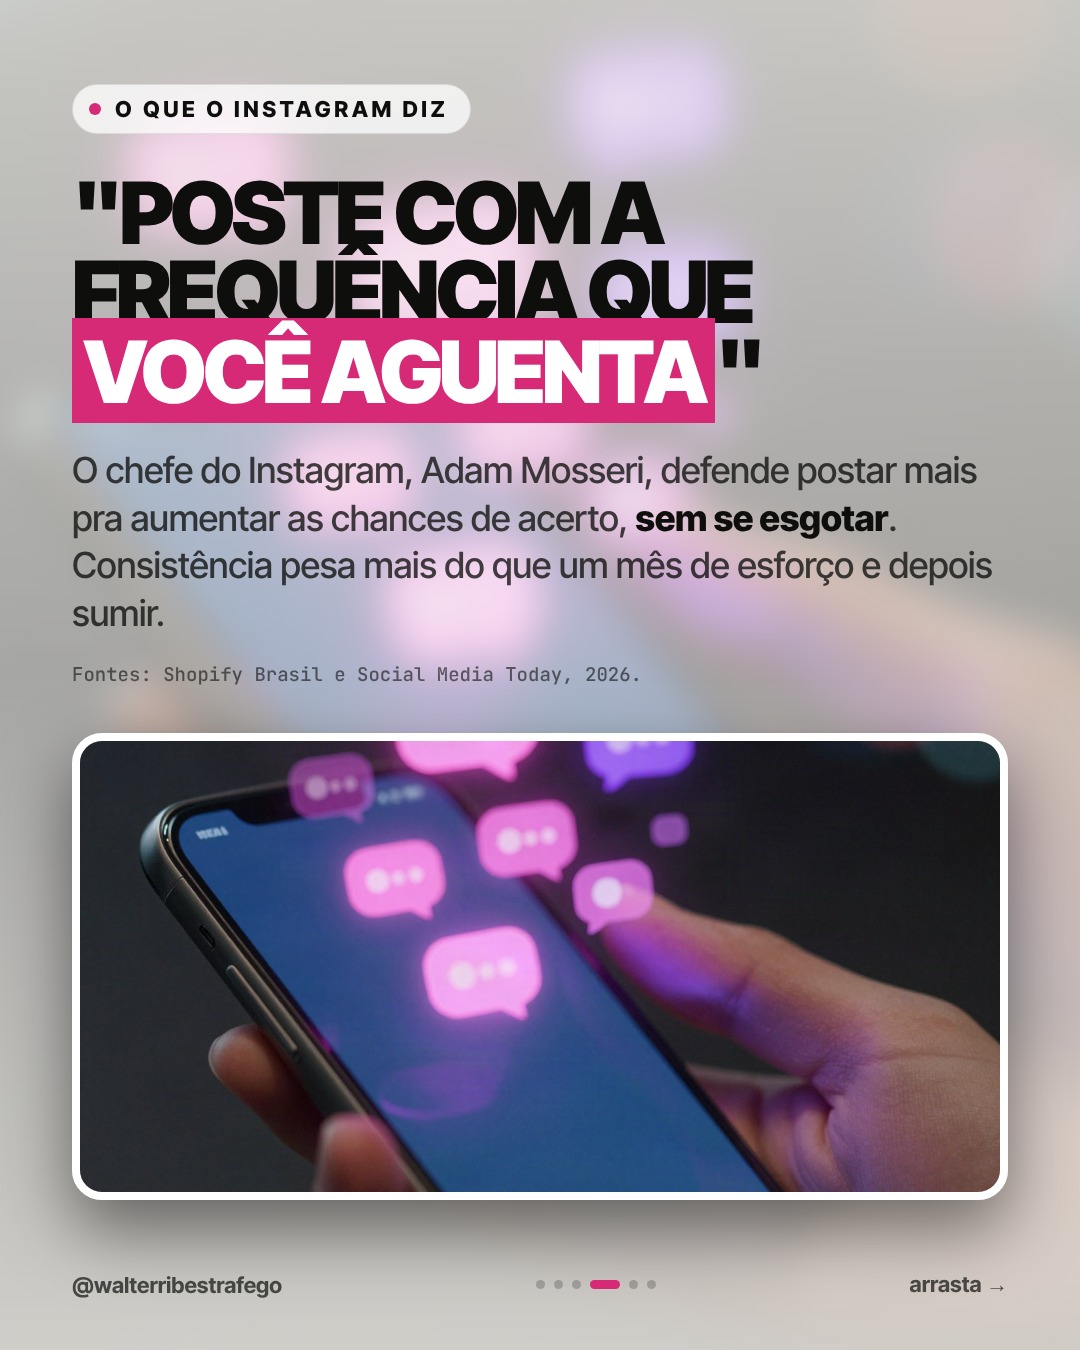 O QUE O INSTAGRAM DIZ
"POSTE COM A
FREQUÊNCIA QUE
VOCÊ AGUENTA"
O chefe do Instagram, Adam Mosseri, defende postar mais
pra aumentar as chances de acerto, sem se esgotar.
Consistência pesa mais do que um mês de esforço e depois
sumir.
Fontes: Shopify Brasil e Social Media Today, 2026.
@walterribestrafego
arrasta →